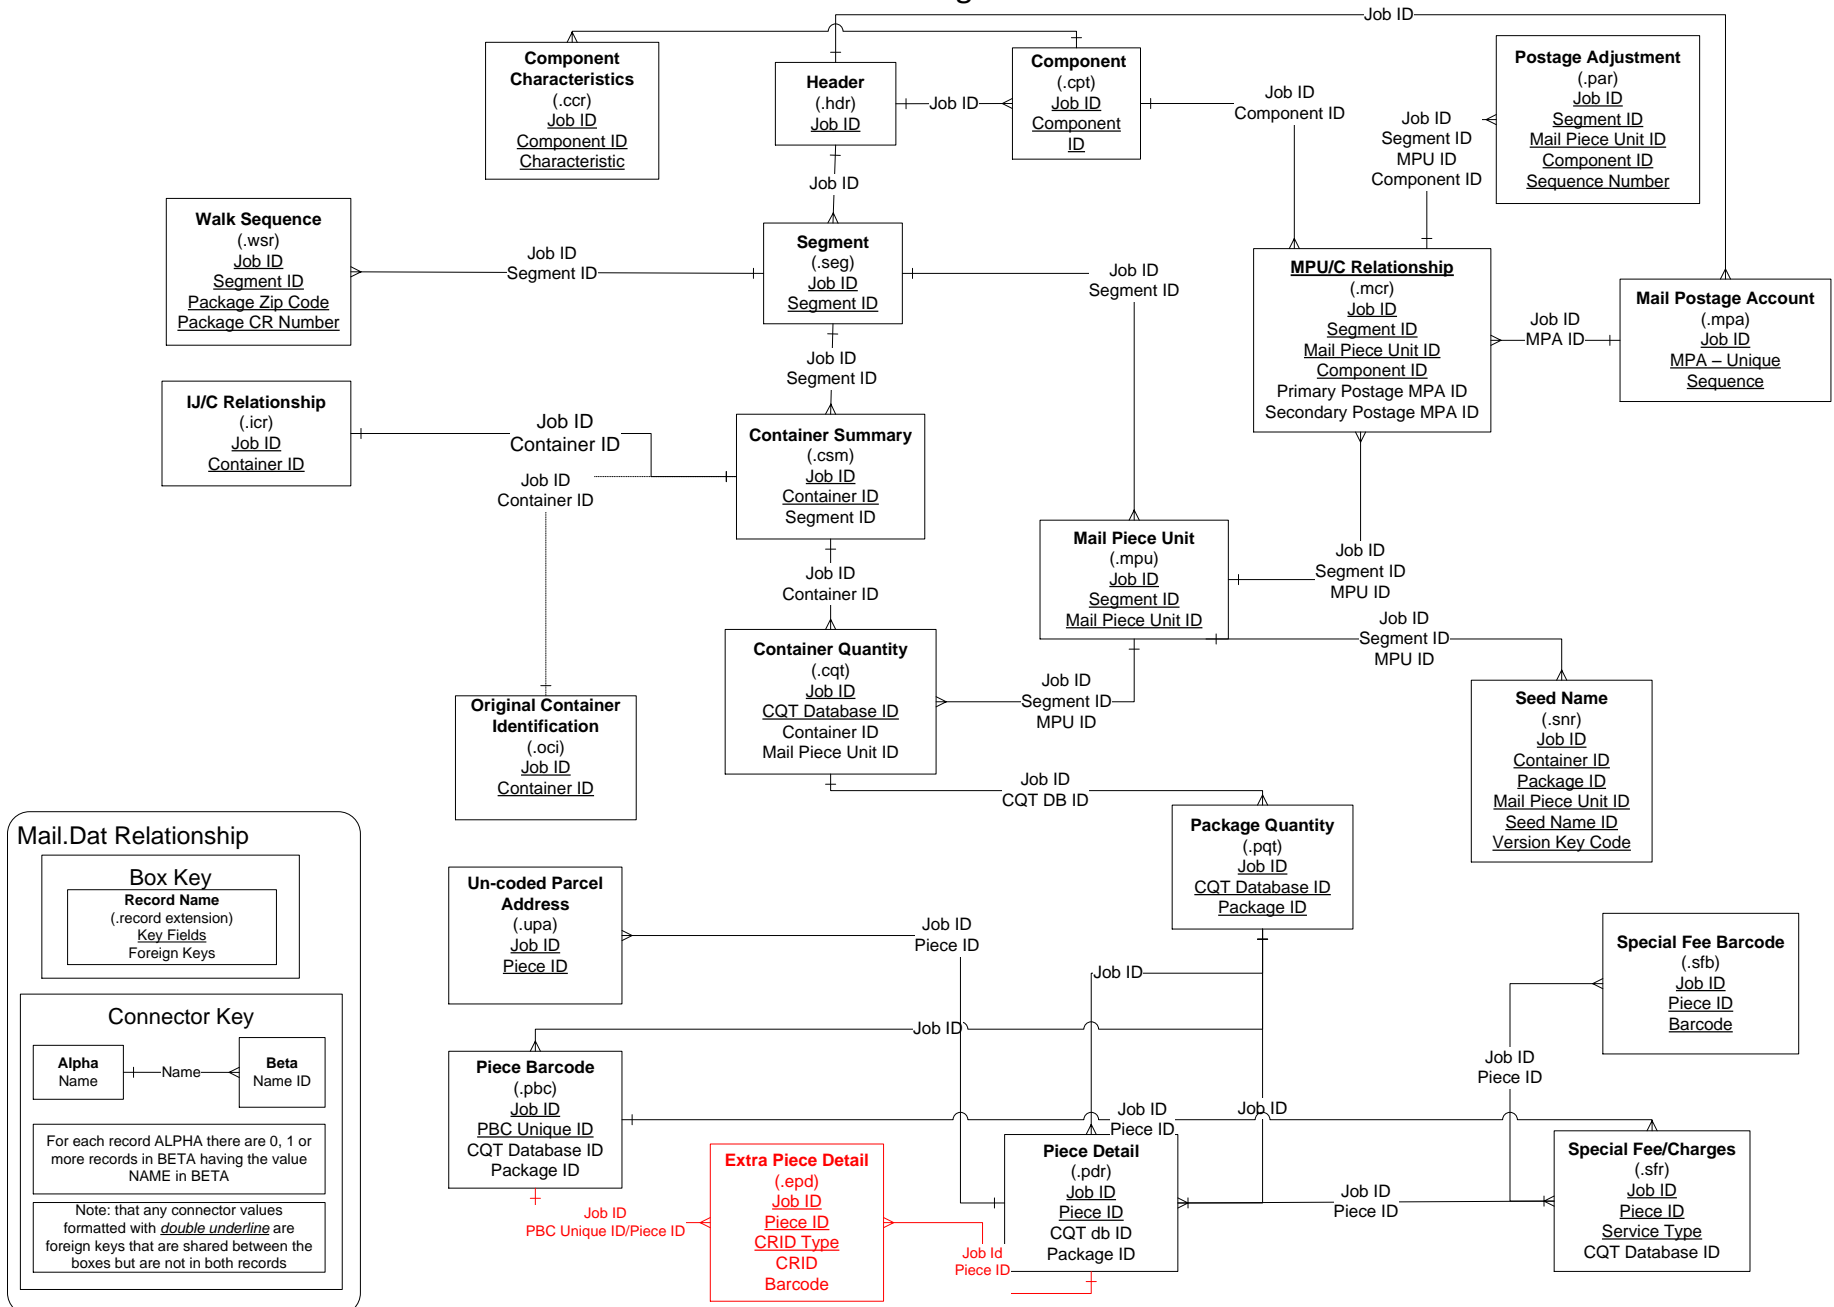 Job ID
Component
Characteristics
(.ccr)
Job ID
Component ID
Characteristic
Header
(.hdr)
Job ID
Job ID
Component
(.cpt)
Job ID
Component
ID
Job ID
Component ID
Postage Adjustment
(.par)
Job ID
Segment ID
Mail Piece Unit ID
Component ID
Sequence Number
Job ID
Segment ID
MPU ID
Component ID
Job ID
Walk Sequence
(.wsr)
Job ID
Segment ID
Package Zip Code
Package CR Number
Job ID
Segment ID
Segment
(.seg)
Job ID
Segment ID
Job ID
Segment ID
MPU/C Relationship
(.mcr)
Job ID
Segment ID
Mail Piece Unit ID
Component ID
Primary Postage MPA ID
Secondary Postage MPA ID
Job ID
MPA ID
Mail Postage Account
(.mpa)
Job ID
MPA – Unique
Sequence
Job ID
Segment ID
IJ/C Relationship
(.icr)
Job ID
Container ID
Job ID
Container ID
Job ID
Container ID
Container Summary
(.csm)
Job ID
Container ID
Segment ID
Job ID
Container ID
Mail Piece Unit
(.mpu)
Job ID
Segment ID
Mail Piece Unit ID
Job ID
Segment ID
MPU ID
Job ID
Segment ID
MPU ID
Original Container
Identification
(.oci)
Job ID
Container ID
Container Quantity
(.cqt)
Job ID
CQT Database ID
Container ID
Mail Piece Unit ID
Job ID
Segment ID
MPU ID
Seed Name
(.snr)
Job ID
Container ID
Package ID
Mail Piece Unit ID
Seed Name ID
Version Key Code
Job ID
CQT DB ID
Package Quantity
(.pqt)
Job ID
CQT Database ID
Package ID
Un-coded Parcel
Address
(.upa)
Job ID
Piece ID
Job ID
Piece ID
Job ID
Job ID
Special Fee Barcode
(.sfb)
Job ID
Piece ID
Barcode
Job ID
Piece ID
Piece Barcode
(.pbc)
Job ID
PBC Unique ID
CQT Database ID
Package ID
Job ID
Piece ID
Job ID
Extra Piece Detail
(.epd)
Job ID
Piece ID
CRID Type
CRID
Barcode
Job ID
PBC Unique ID/Piece ID
Job Id
Piece ID
Piece Detail
(.pdr)
Job ID
Piece ID
CQT db ID
Package ID
Job ID
Piece ID
Special Fee/Charges
(.sfr)
Job ID
Piece ID
Service Type
CQT Database ID
Mail.Dat Relationship
Box Key
Record Name
(.record extension)
Key Fields
Foreign Keys
Connector Key
Alpha
Name
Name
Beta
Name ID
For each record ALPHA there are 0, 1 or
more records in BETA having the value
NAME in BETA
Note: that any connector values
formatted with double underline are
foreign keys that are shared between the
boxes but are not in both records